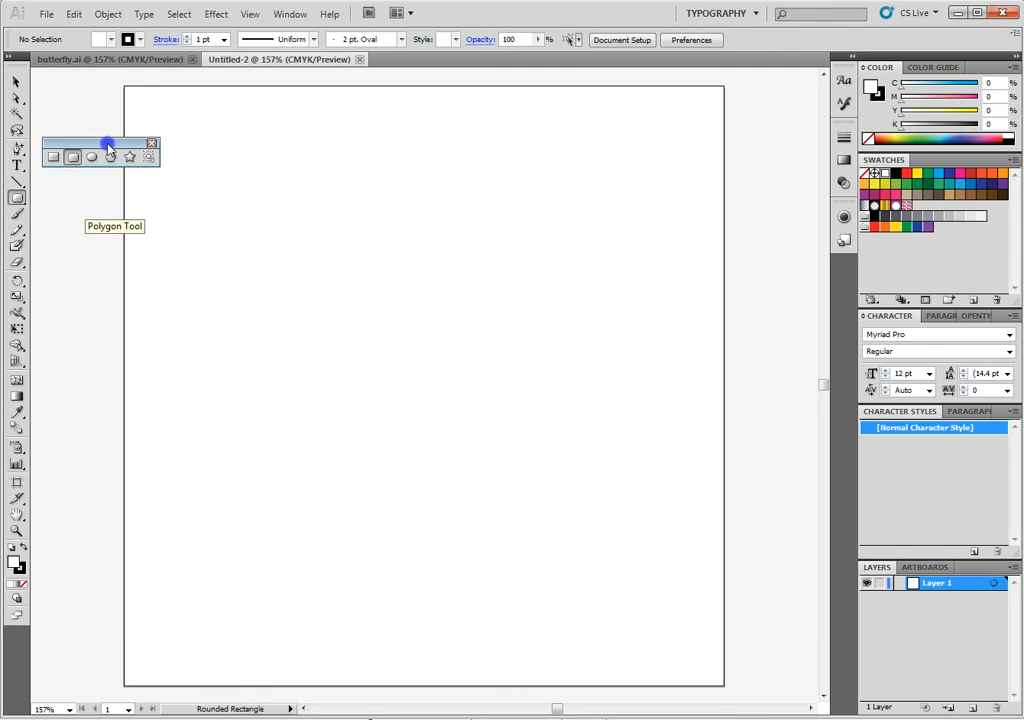 Ai File Edit Object Type Select Effect View Window Help Br TYPOGRAPHY CS Live
No Selection Stroke: 1 pt Uniform 2 pt. Oval Style: Opacity: 100 % Document Setup Preferences
butterfly.ai @ 157% (CMYK/Preview) Untitled-2 @ 157% (CMYK/Preview)
Polygon Tool
COLOR COLOR GUIDE
C 0 %
M 0 %
Y 0 %
K 0 %
SWATCHES
CHARACTER PARAGR OPENTY
Myriad Pro
Regular
12 pt (14.4 pt
Auto 0
CHARACTER STYLES PARAGRAPH
[Normal Character Style]
LAYERS ARTBOARDS
Layer 1
1 Layer
157% 1 Rounded Rectangle